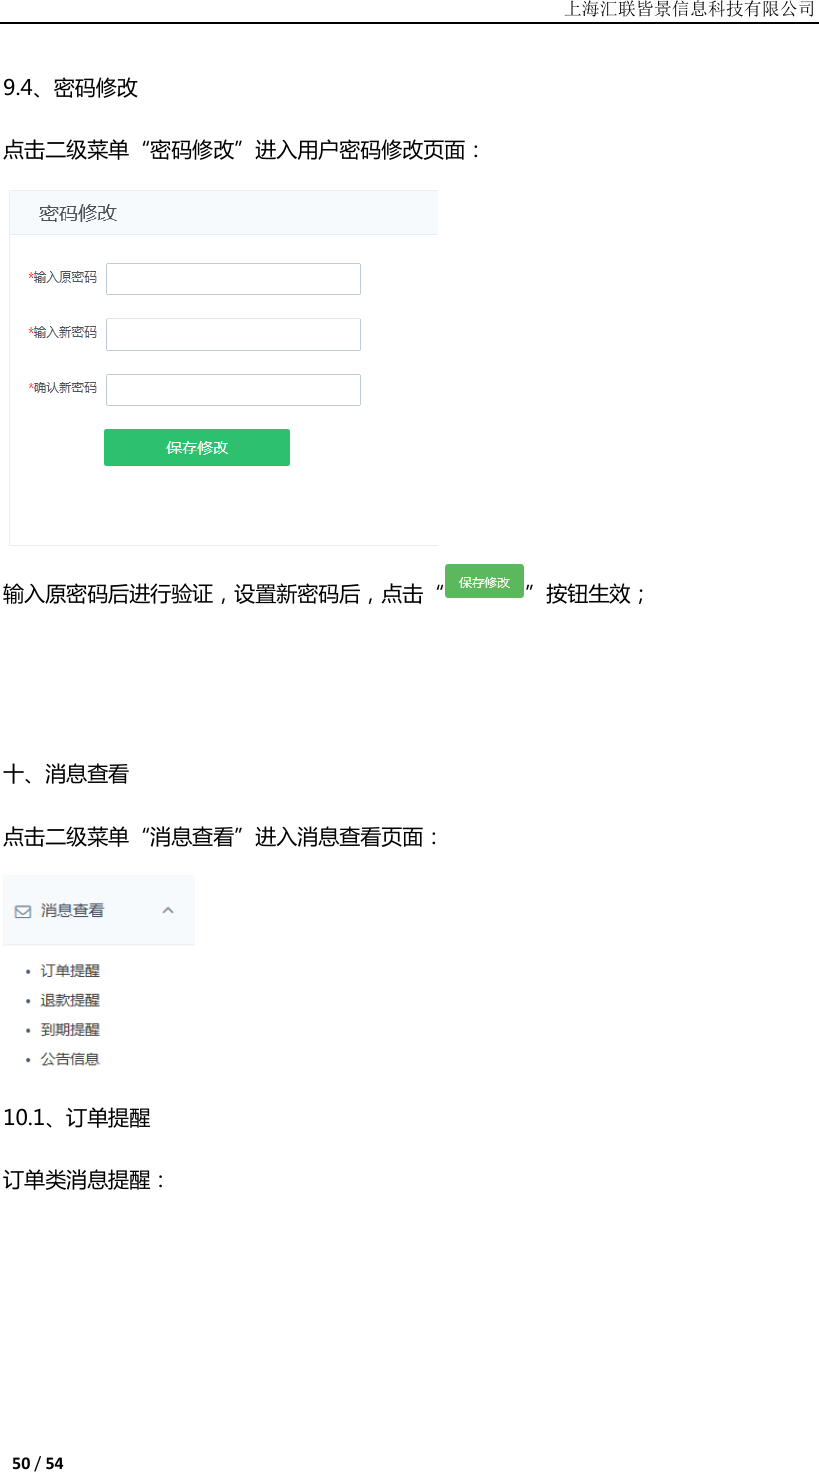 上海汇联皆景信息科技有限公司
9.4、密码修改
点击二级菜单“密码修改”进入用户密码修改页面：
密码修改
*输入原密码
*输入新密码
*确认新密码
保存修改
输入原密码后进行验证，设置新密码后，点击“保存修改”按钮生效；
十、消息查看
点击二级菜单“消息查看”进入消息查看页面：
消息查看
• 订单提醒
• 退款提醒
• 到期提醒
• 公告信息
10.1、订单提醒
订单类消息提醒：
50 / 54